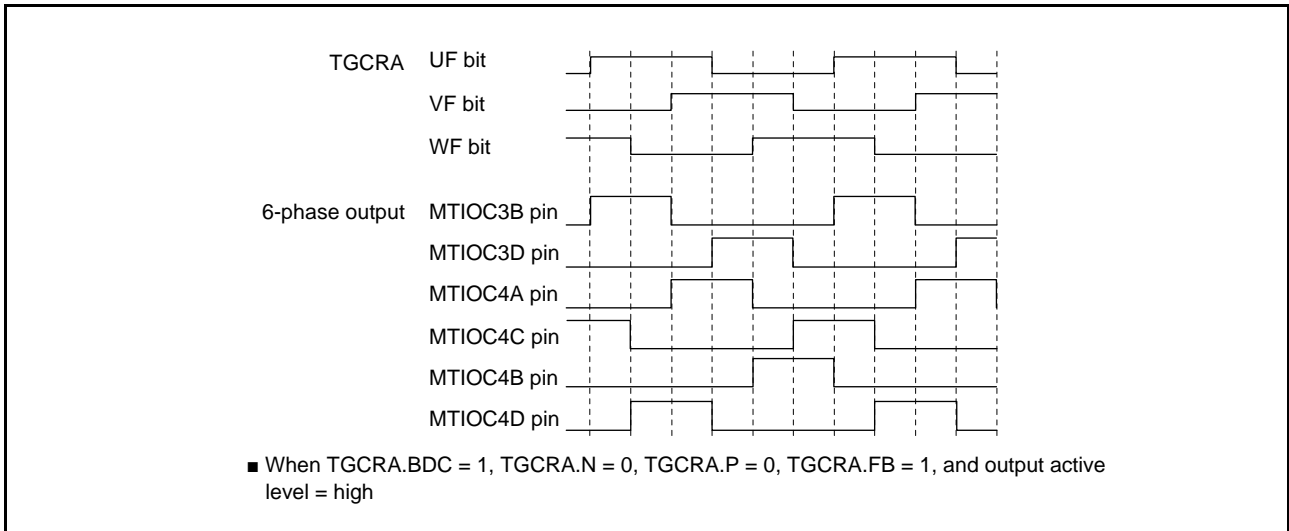 TGCRA UF bit
VF bit
WF bit
6-phase output MTIOC3B pin
MTIOC3D pin
MTIOC4A pin
MTIOC4C pin
MTIOC4B pin
MTIOC4D pin
■ When TGCRA.BDC = 1, TGCRA.N = 0, TGCRA.P = 0, TGCRA.FB = 1, and output active
level = high